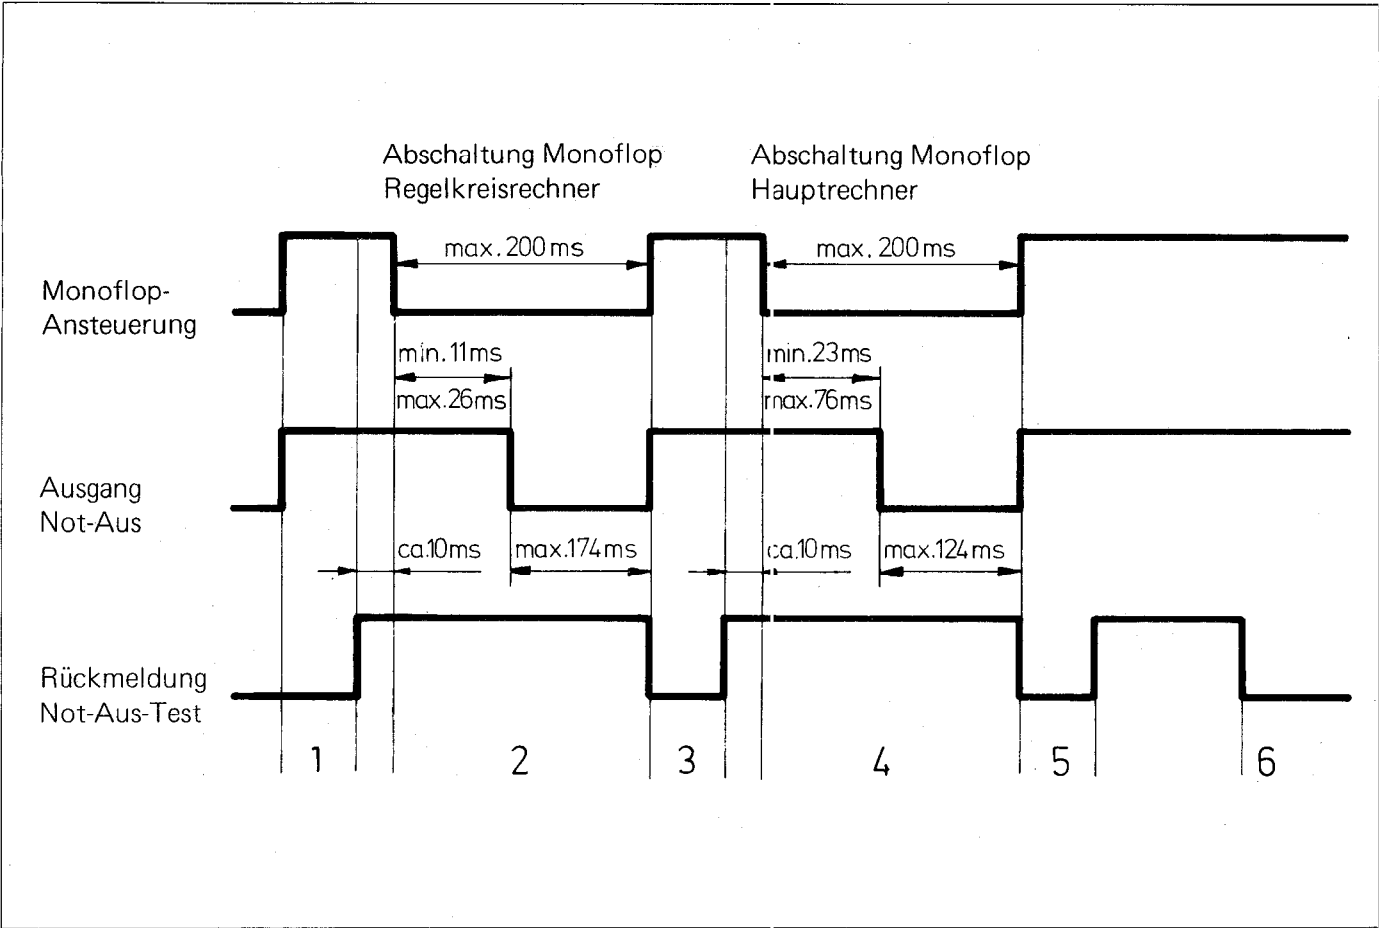 Abschaltung Monoflop
Regelkreisrechner
Abschaltung Monoflop
Hauptrechner
max. 200 ms
max. 200 ms
Monoflop-
Ansteuerung
min. 11 ms
max. 26 ms
min. 23 ms
max. 76 ms
Ausgang
Not-Aus
ca. 10 ms
max. 174 ms
ca. 10 ms
max. 124 ms
Rückmeldung
Not-Aus-Test
1
2
3
4
5
6